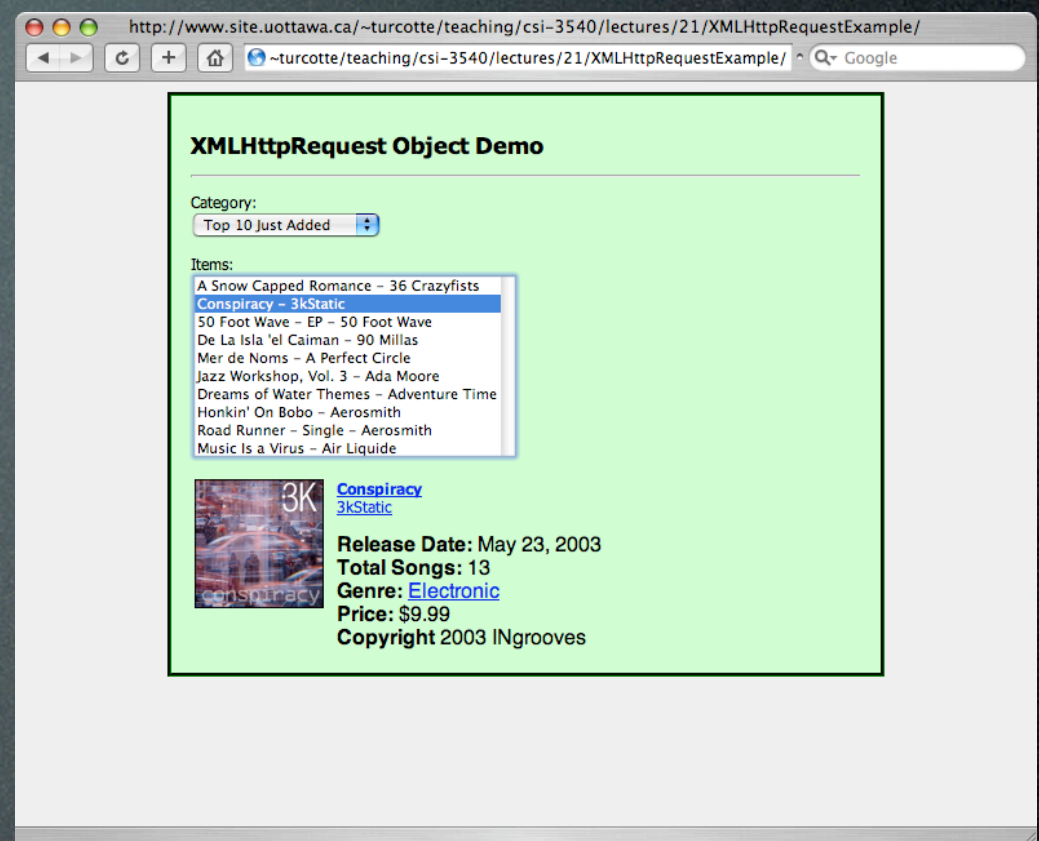 http://www.site.uottawa.ca/~turcotte/teaching/csi-3540/lectures/21/XMLHttpRequestExample/
~turcotte/teaching/csi-3540/lectures/21/XMLHttpRequestExample/ Google
XMLHttpRequest Object Demo
Category:
Top 10 Just Added
Items:
A Snow Capped Romance – 36 Crazyfists
Conspiracy – 3kStatic
50 Foot Wave – EP – 50 Foot Wave
De La Isla 'el Caiman – 90 Millas
Mer de Noms – A Perfect Circle
Jazz Workshop, Vol. 3 – Ada Moore
Dreams of Water Themes – Adventure Time
Honkin' On Bobo – Aerosmith
Road Runner – Single – Aerosmith
Music Is a Virus – Air Liquide
3K
conspiracy
Conspiracy
3kStatic
Release Date: May 23, 2003
Total Songs: 13
Genre: Electronic
Price: $9.99
Copyright 2003 INgrooves